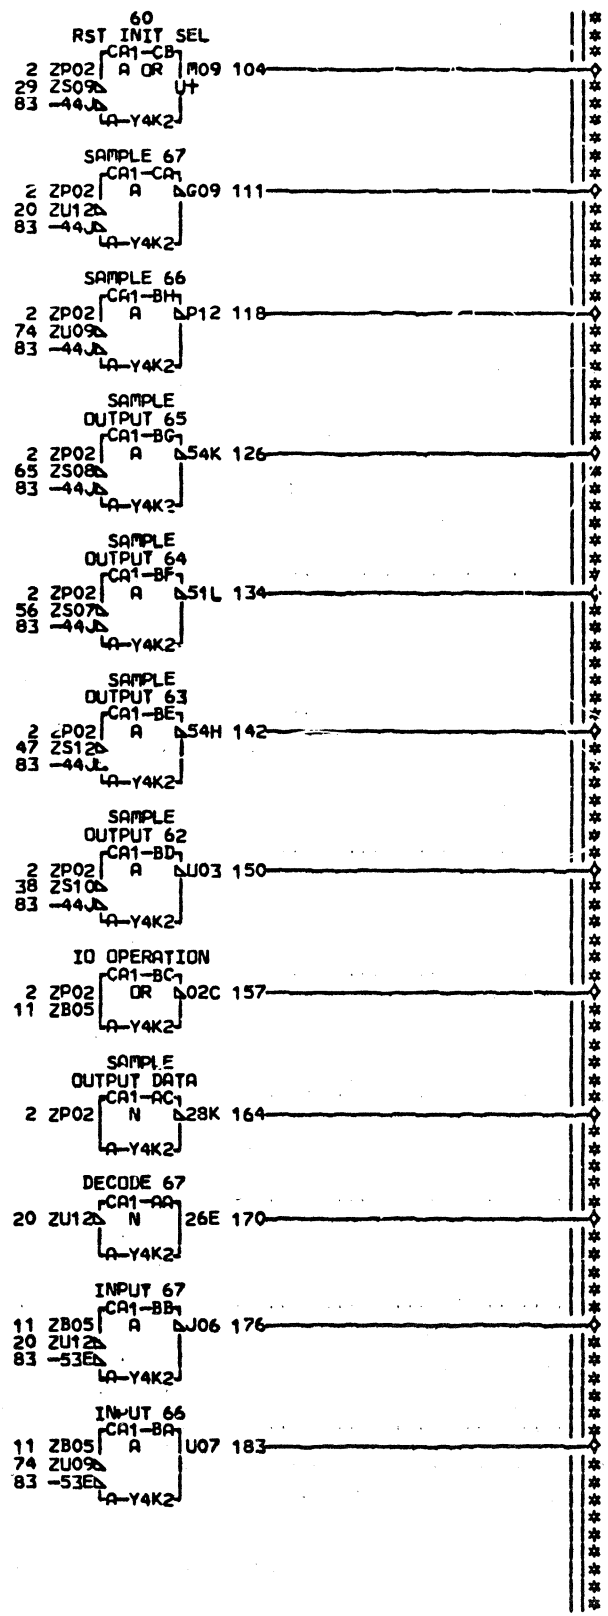 60
RST INIT SEL
CA1-CB
2 ZP02 A OR M09 104
29 ZS09 U+
83 -44J
A-Y4K2
SAMPLE 67
CA1-CA
2 ZP02 A G09 111
20 ZU12
83 -44J
A-Y4K2
SAMPLE 66
CA1-BH
2 ZP02 A P12 118
74 ZU09
83 -44J
A-Y4K2
SAMPLE
OUTPUT 65
CA1-BG
2 ZP02 A 54K 126
65 ZS08
83 -44J
A-Y4K2
SAMPLE
OUTPUT 64
CA1-BF
2 ZP02 A 51L 134
56 ZS07
83 -44J
A-Y4K2
SAMPLE
OUTPUT 63
CA1-BE
2 ZP02 A 54H 142
47 ZS12
83 -44J
A-Y4K2
SAMPLE
OUTPUT 62
CA1-BD
2 ZP02 A U03 150
38 ZS10
83 -44J
A-Y4K2
IO OPERATION
CA1-BC
2 ZP02 OR 02C 157
11 ZB05
A-Y4K2
SAMPLE
OUTPUT DATA
CA1-AC
2 ZP02 N 28K 164
A-Y4K2
DECODE 67
CA1-AA
20 ZU12 N 26E 170
A-Y4K2
INPUT 67
CA1-BB
11 ZB05 A J06 176
20 ZU12
83 -53E
A-Y4K2
INPUT 66
CA1-BA
11 ZB05 A U07 183
74 ZU09
83 -53E
A-Y4K2